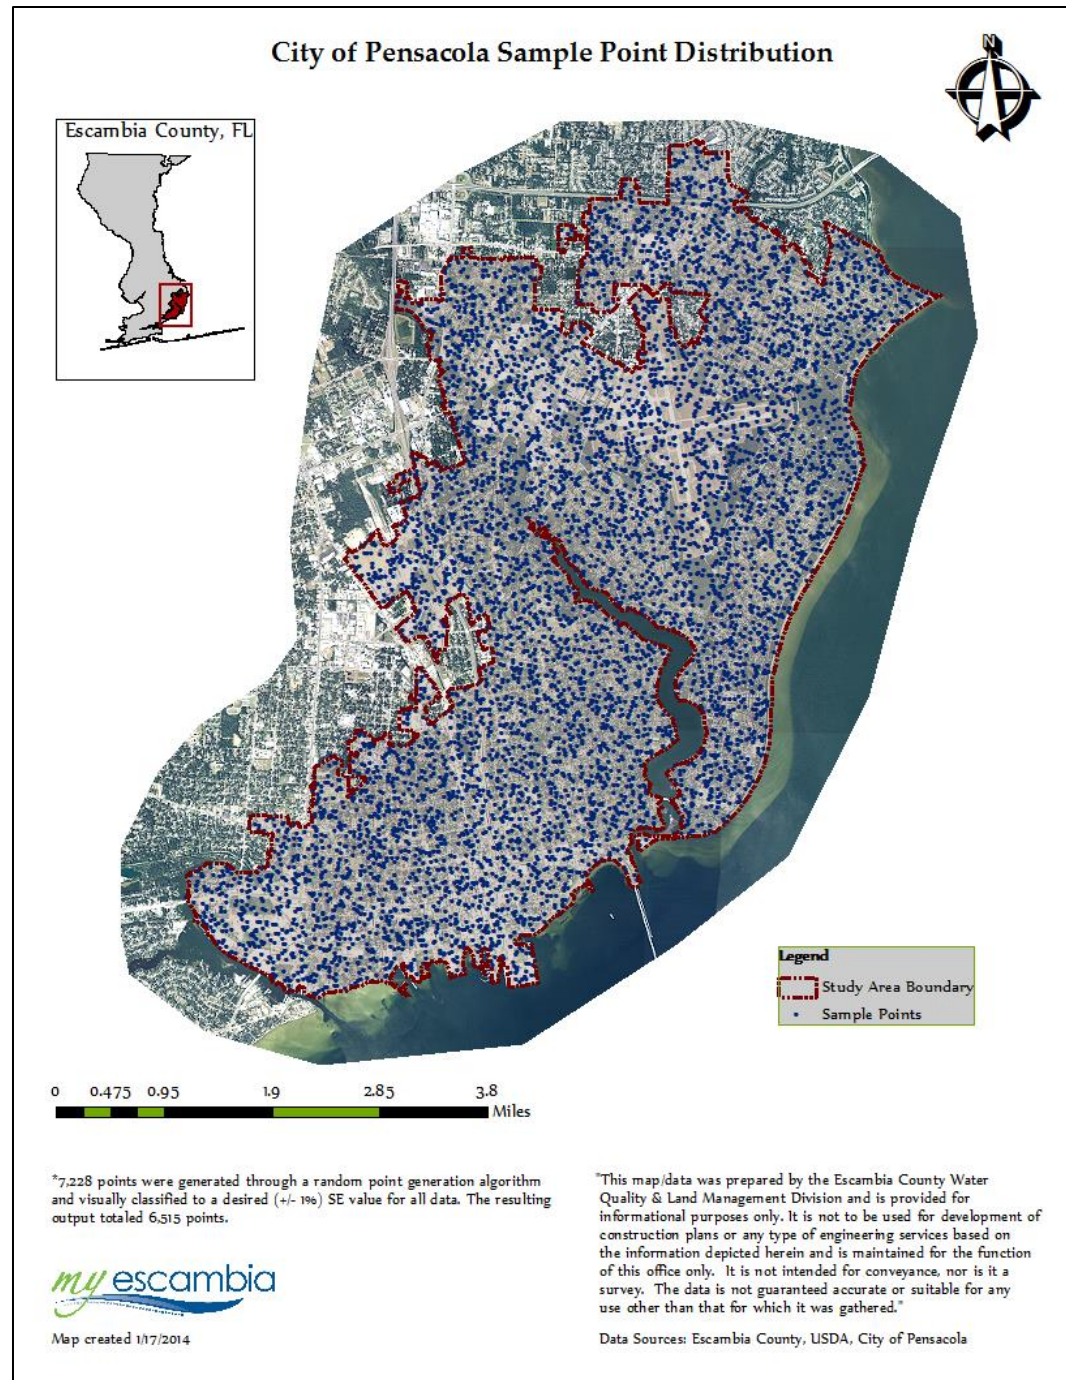 City of Pensacola Sample Point Distribution
N
Escambia County, FL
Legend
Study Area Boundary
Sample Points
0 0.475 0.95 1.9 2.85 3.8
Miles
*7,228 points were generated through a random point generation algorithm
and visually classified to a desired (+/- 1%) SE value for all data. The resulting
output totaled 6,515 points.
"This map/data was prepared by the Escambia County Water
Quality & Land Management Division and is provided for
informational purposes only. It is not to be used for development of
construction plans or any type of engineering services based on
the information depicted herein and is maintained for the function
of this office only. It is not intended for conveyance, nor is it a
survey. The data is not guaranteed accurate or suitable for any
use other than that for which it was gathered."
my escambia
Map created 1/17/2014
Data Sources: Escambia County, USDA, City of Pensacola